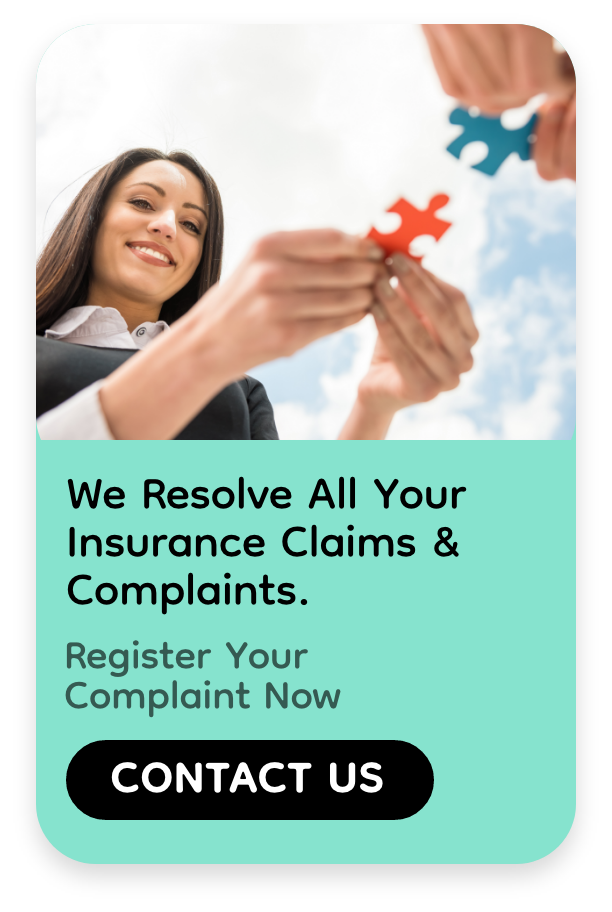 We Resolve All Your
Insurance Claims &
Complaints.
Register Your
Complaint Now
CONTACT US